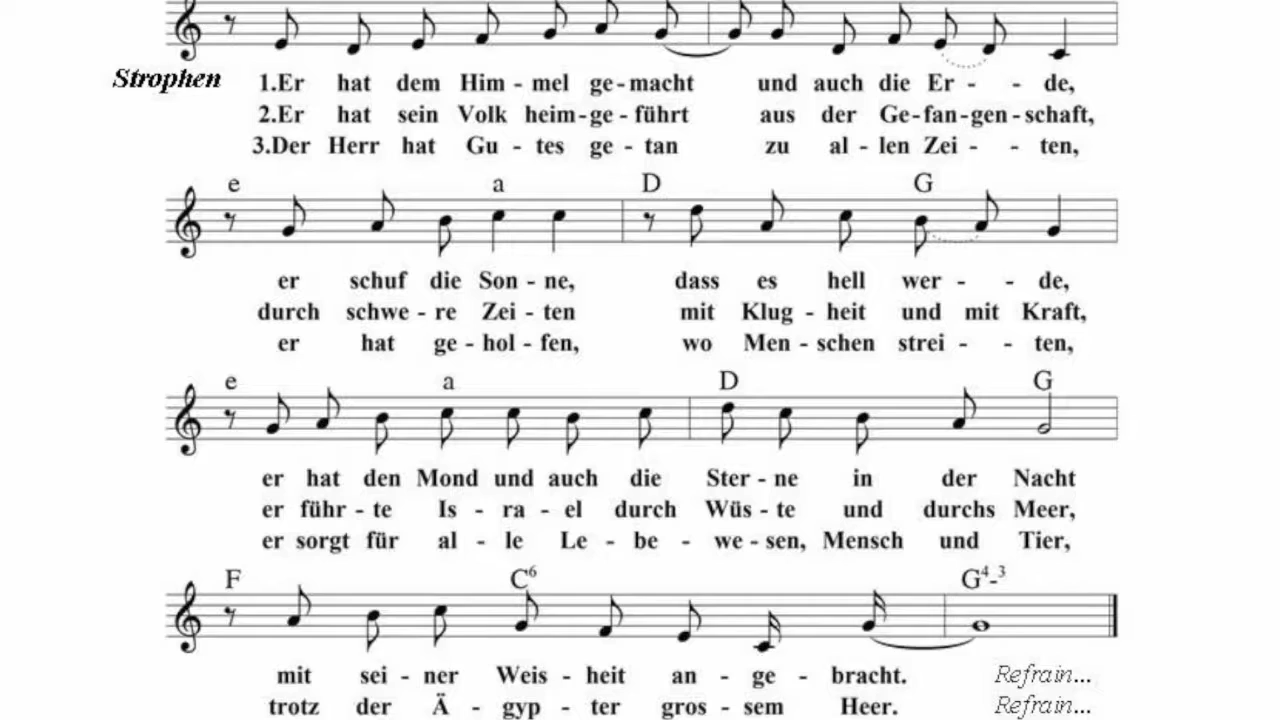 Strophen 1.Er hat dem Him - mel ge-macht und auch die Er - - de,
2.Er hat sein Volk heim-ge-führt aus der Ge-fan-gen-schaft,
3.Der Herr hat Gu - tes ge - tan zu al - len Zei - - ten,
e a D G
er schuf die Son - ne, dass es hell wer - - de,
durch schwe - re Zei - ten mit Klug - heit und mit Kraft,
er hat ge - hol - fen, wo Men - schen strei - - ten,
e a D G
er hat den Mond und auch die Ster - ne in der Nacht
er führ - te Is - ra - el durch Wüs - te und durchs Meer,
er sorgt für al - le Le - be - we - sen, Mensch und Tier,
F C6 G4-3
mit sei - ner Weis - heit an - ge - bracht. Refrain...
trotz der Ä - gyp - ter gros - sem Heer. Refrain...